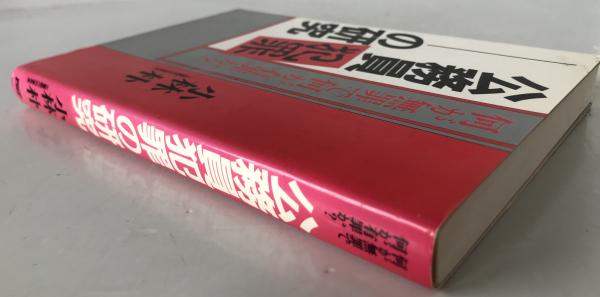 何が無罪で何が有罪か?
公務員
犯罪
の研究
小林朴
何が無罪で
何が有罪か?
公務員犯罪の研究
小林朴